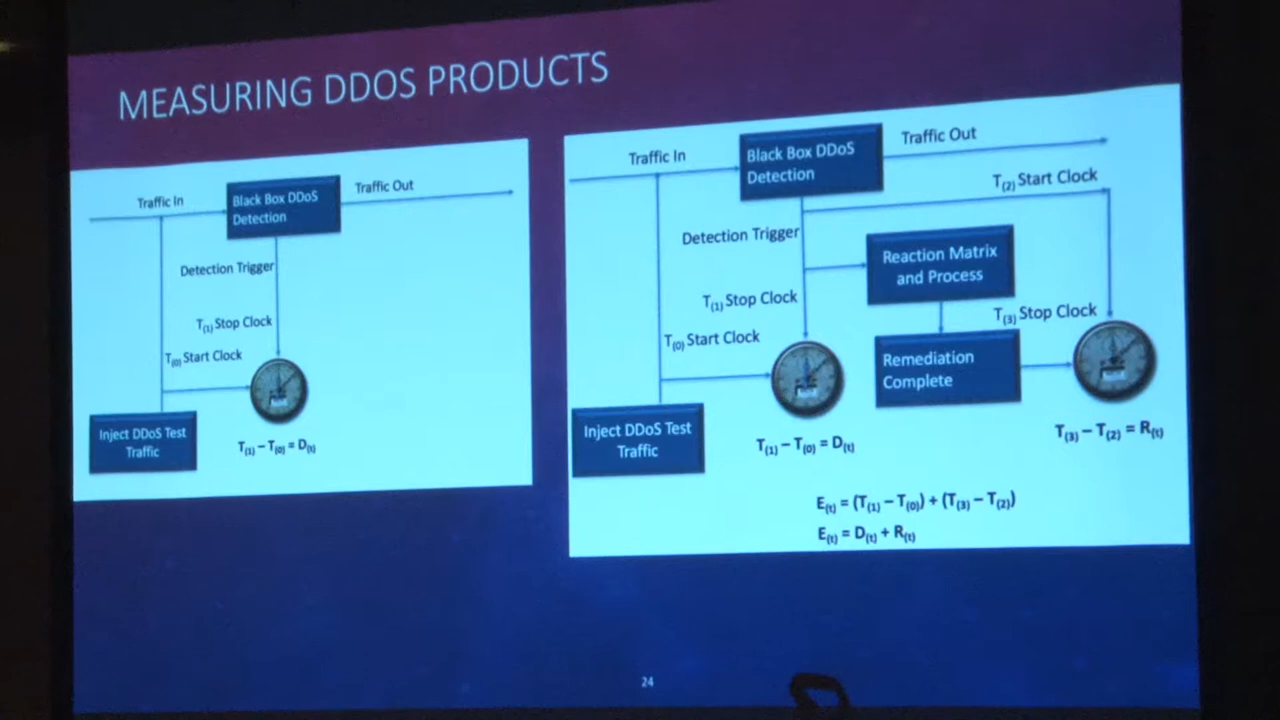 MEASURING DDOS PRODUCTS
Traffic In
Black Box DDoS
Detection
Traffic Out
Detection Trigger
T(1) Stop Clock
T(0) Start Clock
Inject DDoS Test
Traffic
T(1) – T(0) = D(t)
Traffic In
Black Box DDoS
Detection
Traffic Out
T(2) Start Clock
Detection Trigger
Reaction Matrix
and Process
T(1) Stop Clock
T(3) Stop Clock
T(0) Start Clock
Remediation
Complete
Inject DDoS Test
Traffic
T(1) – T(0) = D(t)
T(3) – T(2) = R(t)
E(t) = (T(1) – T(0)) + (T(3) – T(2))
E(t) = D(t) + R(t)
24